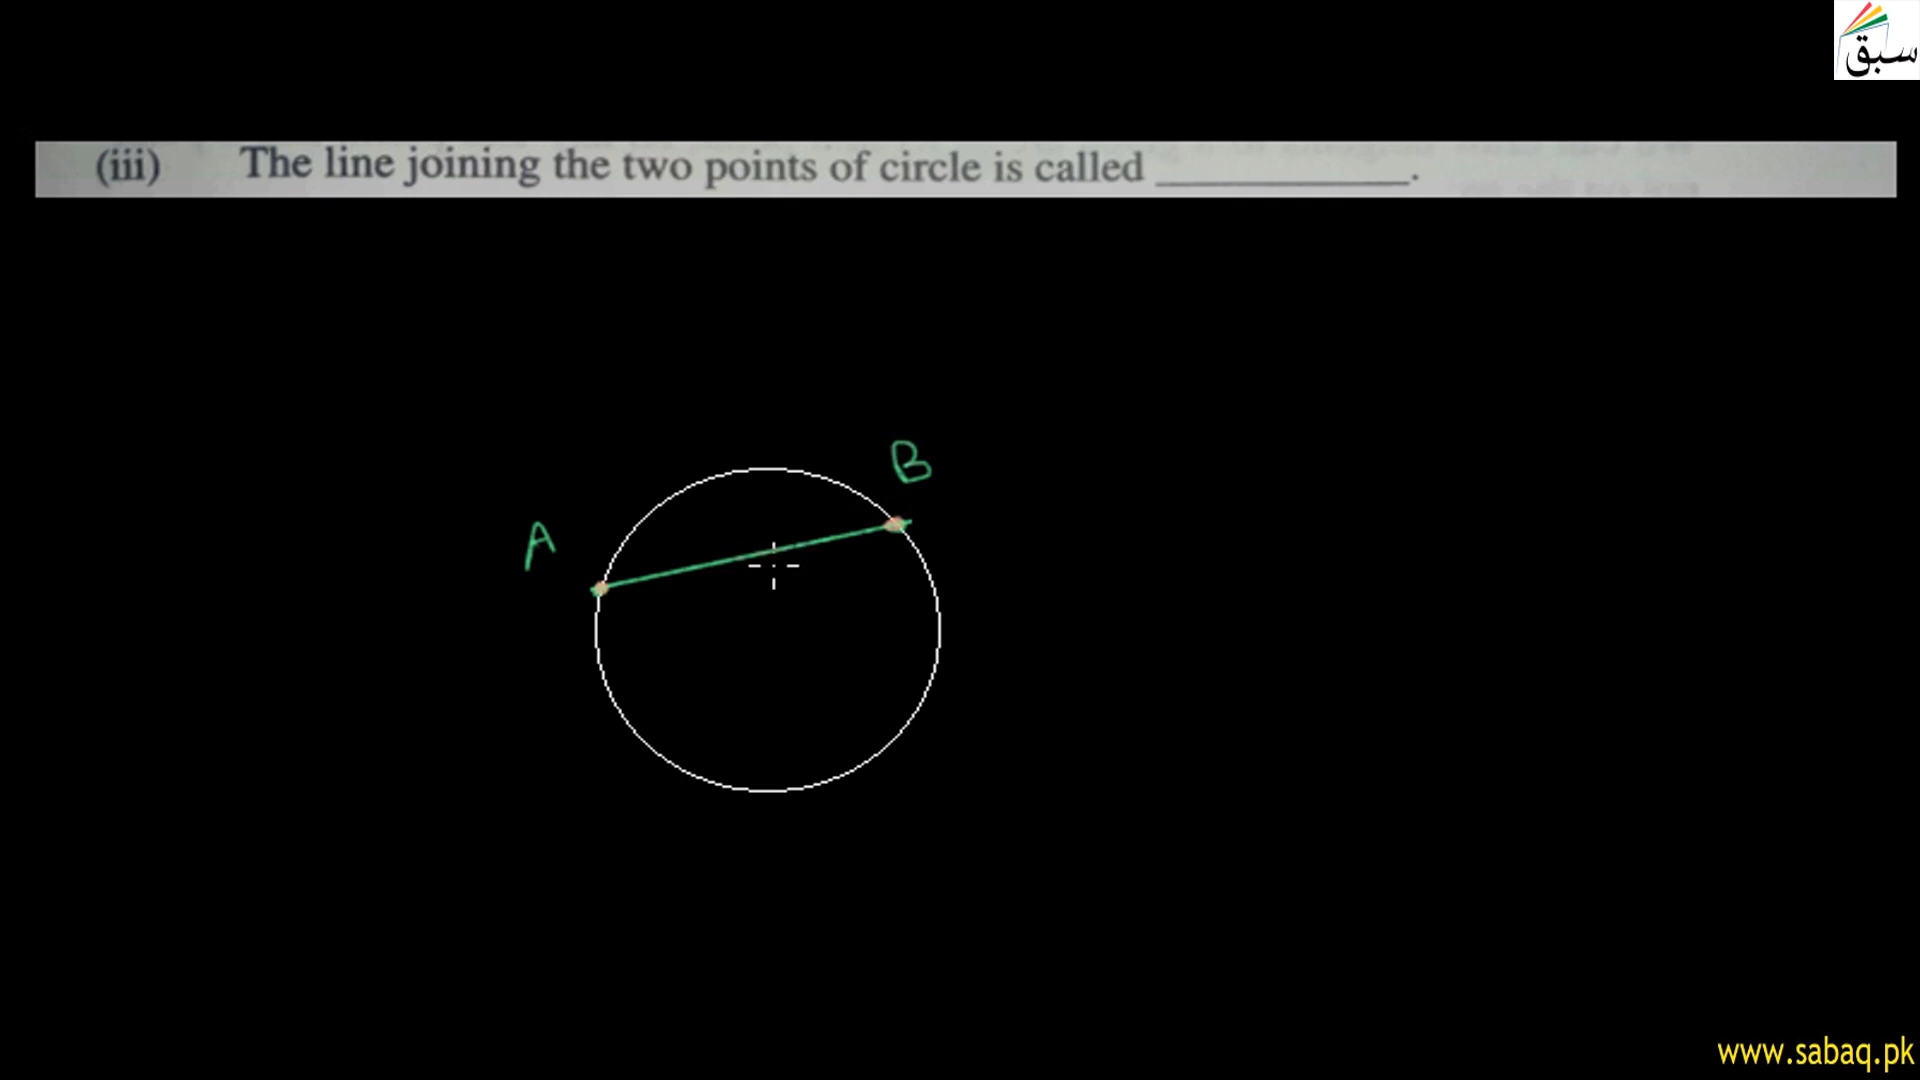 سبق
(iii) The line joining the two points of circle is called ____________.
B
A
www.sabaq.pk